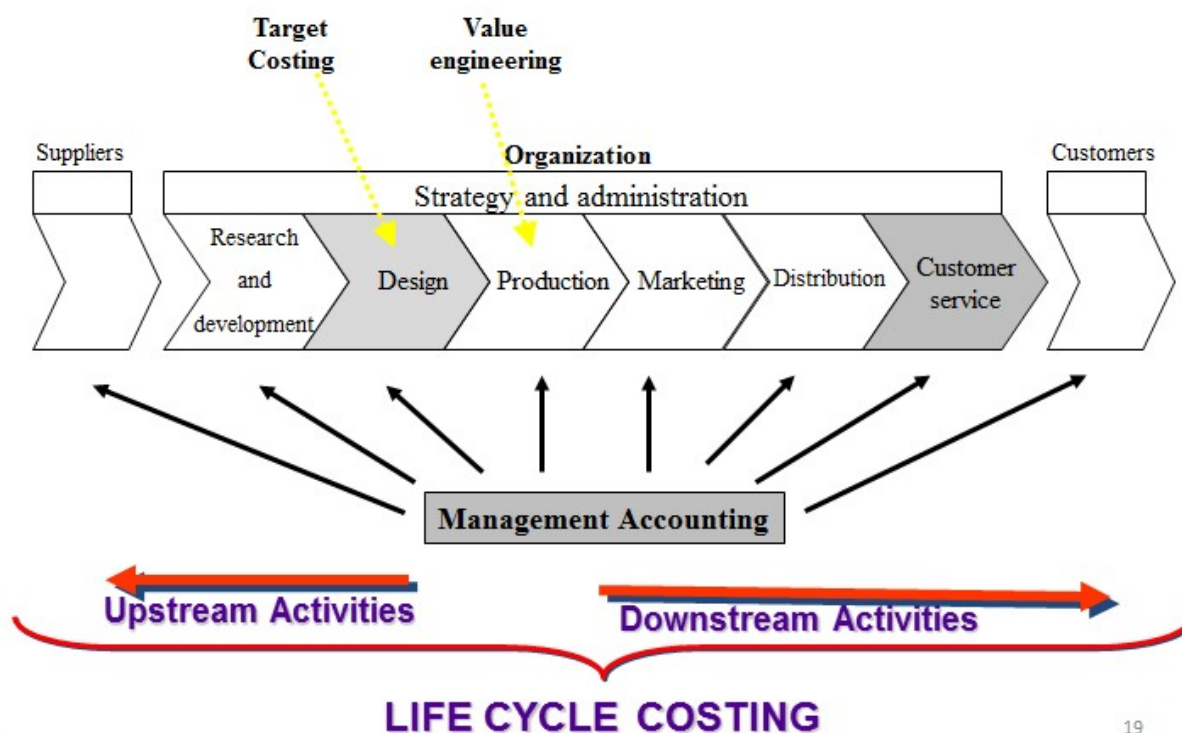 Target
Costing
Value
engineering
Suppliers
Organization
Customers
Strategy and administration
Research
and
development
Design
Production
Marketing
Distribution
Customer
service
Management Accounting
Upstream Activities
Downstream Activities
LIFE CYCLE COSTING
19